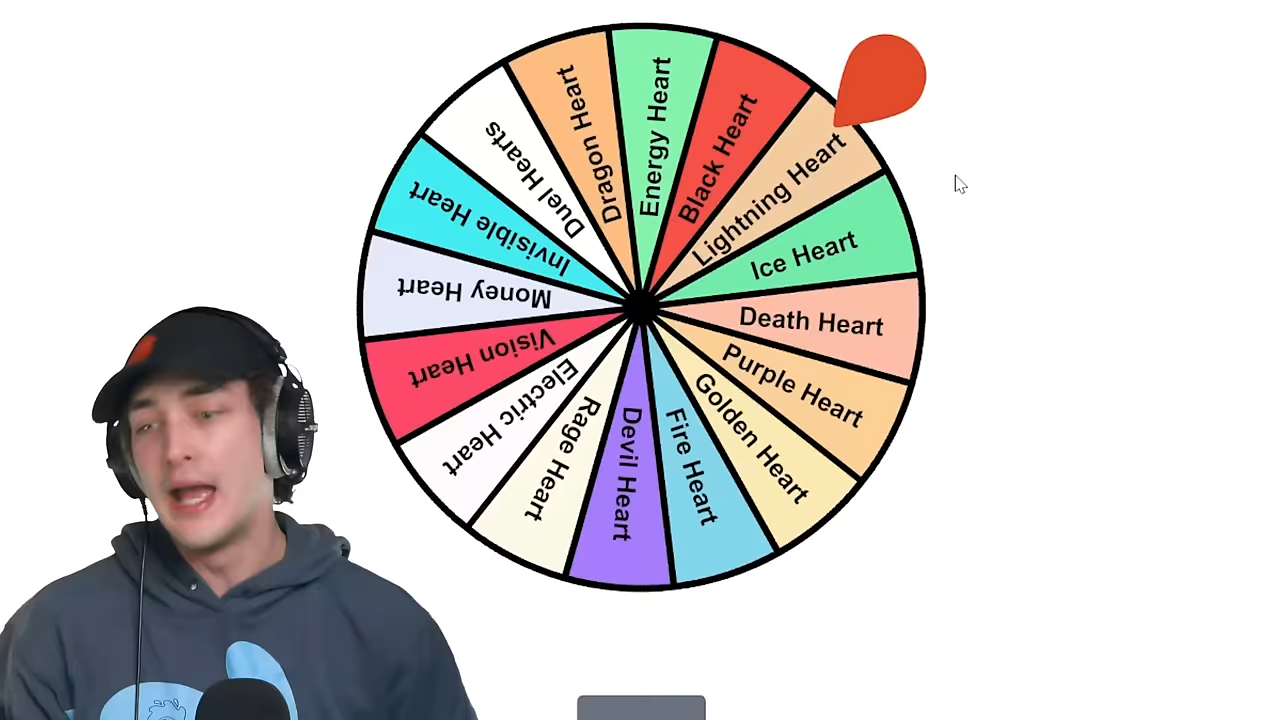 Energy Heart
Black Heart
Lightning Heart
Ice Heart
Death Heart
Purple Heart
Golden Heart
Fire Heart
Devil Heart
Rage Heart
Electric Heart
Vision Heart
Money Heart
Invisible Heart
Duel Hearts
Dragon Heart